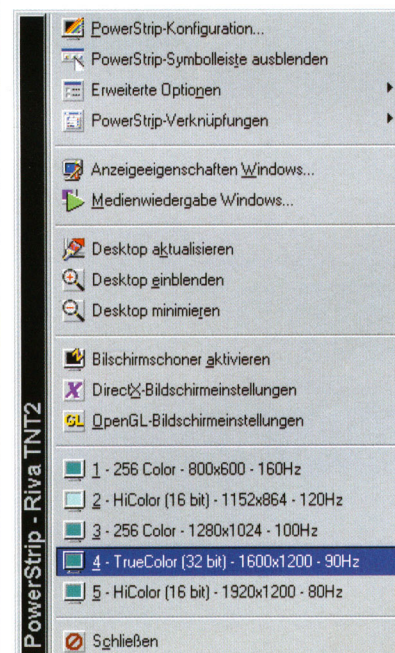 PowerStrip-Konfiguration...
PowerStrip-Symbolleiste ausblenden
Erweiterte Optionen
PowerStrip-Verknüpfungen
Anzeigeeigenschaften Windows...
Medienwiedergabe Windows...
Desktop aktualisieren
Desktop einblenden
Desktop minimieren
Bilschirmschoner aktivieren
DirectX-Bildschirmeinstellungen
GL OpenGL-Bildschirmeinstellungen
1 - 256 Color - 800x600 - 160Hz
2 - HiColor (16 bit) - 1152x864 - 120Hz
3 - 256 Color - 1280x1024 - 100Hz
4 - TrueColor (32 bit) - 1600x1200 - 90Hz
5 - HiColor (16 bit) - 1920x1200 - 80Hz
Schließen
PowerStrip - Riva TNT2